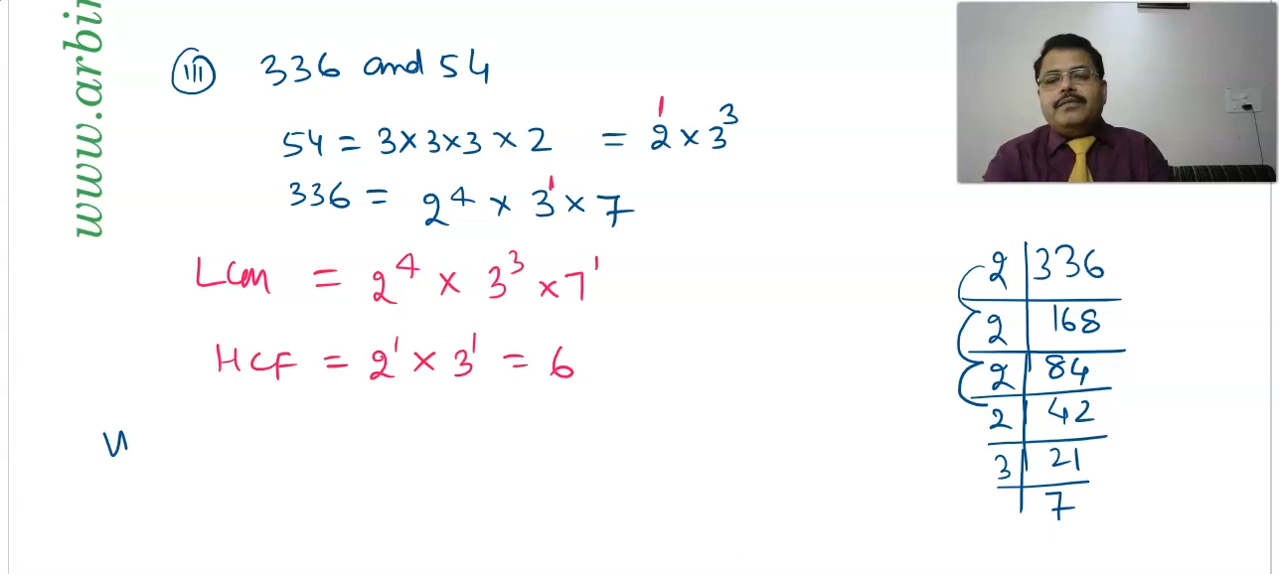 www.arbin
(iii) 336 and 54
54 = 3×3×3 × 2 = 2¹ × 3³
336 = 2⁴ × 3¹ × 7
LCM = 2⁴ × 3³ × 7¹
HCF = 2¹ × 3¹ = 6
2 | 336
2 | 168
2 | 84
2 | 42
3 | 21
7